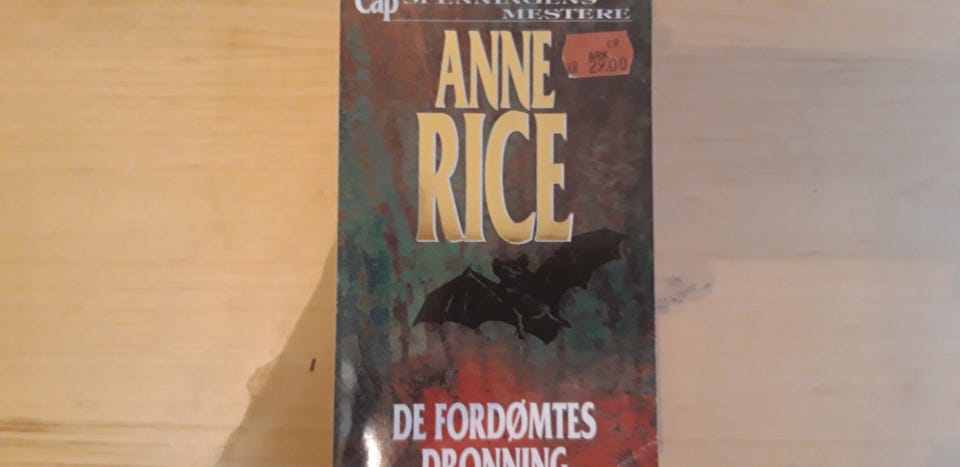 Cap SPENNINGENS
MESTERE
ANNE
RICE
ARK
KR 29.00
DE FORDØMTES
DRONNING